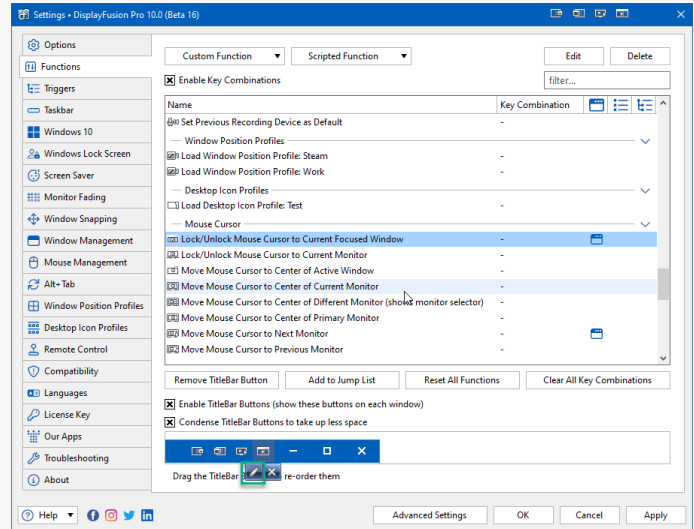 Settings • DisplayFusion Pro 10.0 (Beta 16)
Options
Functions
Triggers
Taskbar
Windows 10
Windows Lock Screen
Screen Saver
Monitor Fading
Window Snapping
Window Management
Mouse Management
Alt+Tab
Window Position Profiles
Desktop Icon Profiles
Remote Control
Compatibility
Languages
License Key
Our Apps
Troubleshooting
About
Custom Function
Scripted Function
Edit
Delete
Enable Key Combinations
filter...
Name
Key Combination
Set Previous Recording Device as Default -
Window Position Profiles
Load Window Position Profile: Steam -
Load Window Position Profile: Work -
Desktop Icon Profiles
Load Desktop Icon Profile: Test -
Mouse Cursor
Lock/Unlock Mouse Cursor to Current Focused Window -
Lock/Unlock Mouse Cursor to Current Monitor -
Move Mouse Cursor to Center of Active Window -
Move Mouse Cursor to Center of Current Monitor -
Move Mouse Cursor to Center of Different Monitor (shows monitor selector) -
Move Mouse Cursor to Center of Primary Monitor -
Move Mouse Cursor to Next Monitor -
Move Mouse Cursor to Previous Monitor -
Remove TitleBar Button
Add to Jump List
Reset All Functions
Clear All Key Combinations
Enable TitleBar Buttons (show these buttons on each window)
Condense TitleBar Buttons to take up less space
Drag the TitleBar re-order them
Help
Advanced Settings
OK
Cancel
Apply